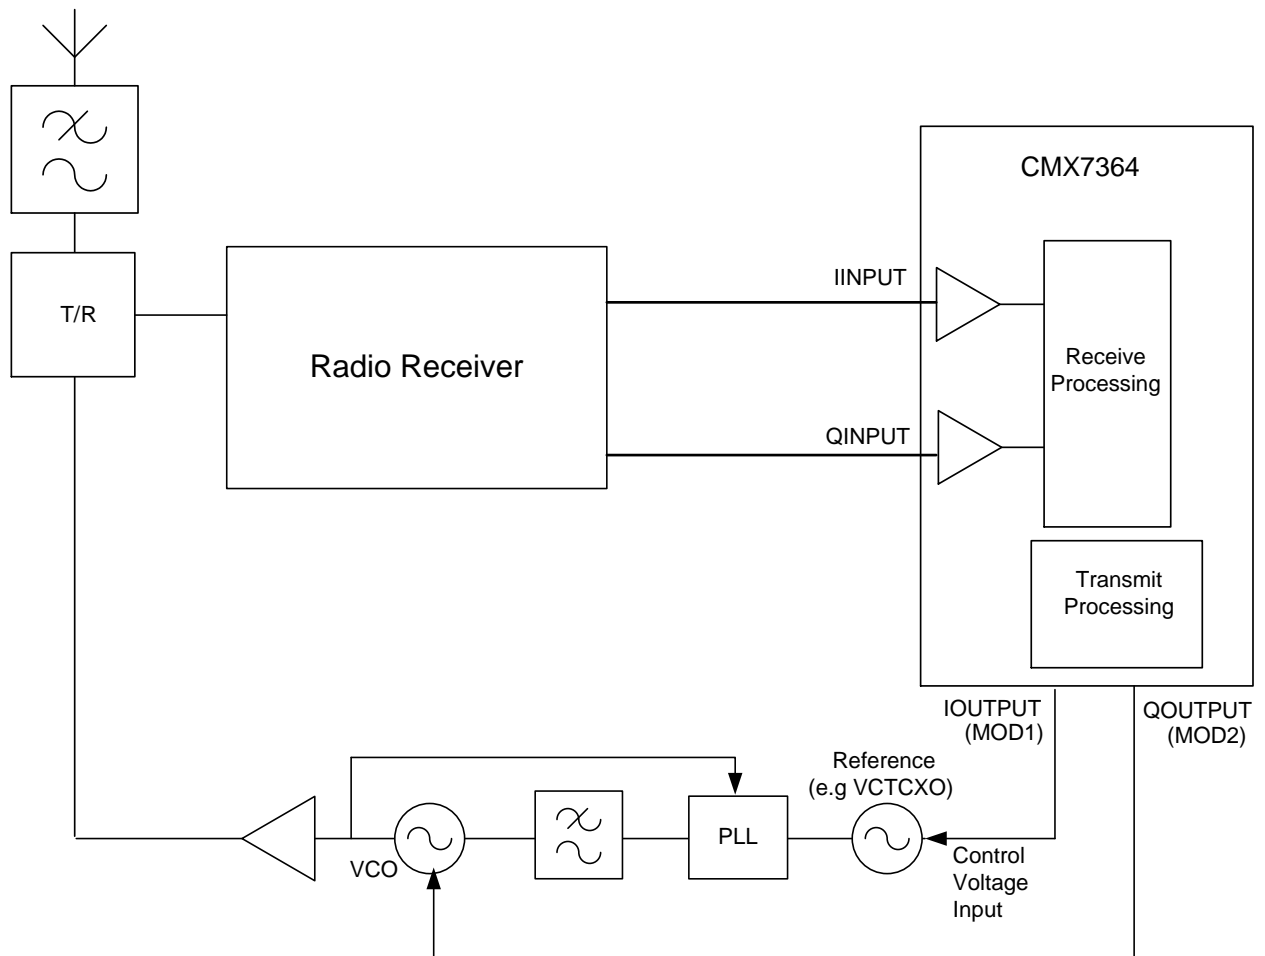 CMX7364
IINPUT
T/R
Radio Receiver
Receive
Processing
QINPUT
Transmit
Processing
IOUTPUT
(MOD1)
QOUTPUT
(MOD2)
Reference
(e.g VCTCXO)
PLL
VCO
Control
Voltage
Input